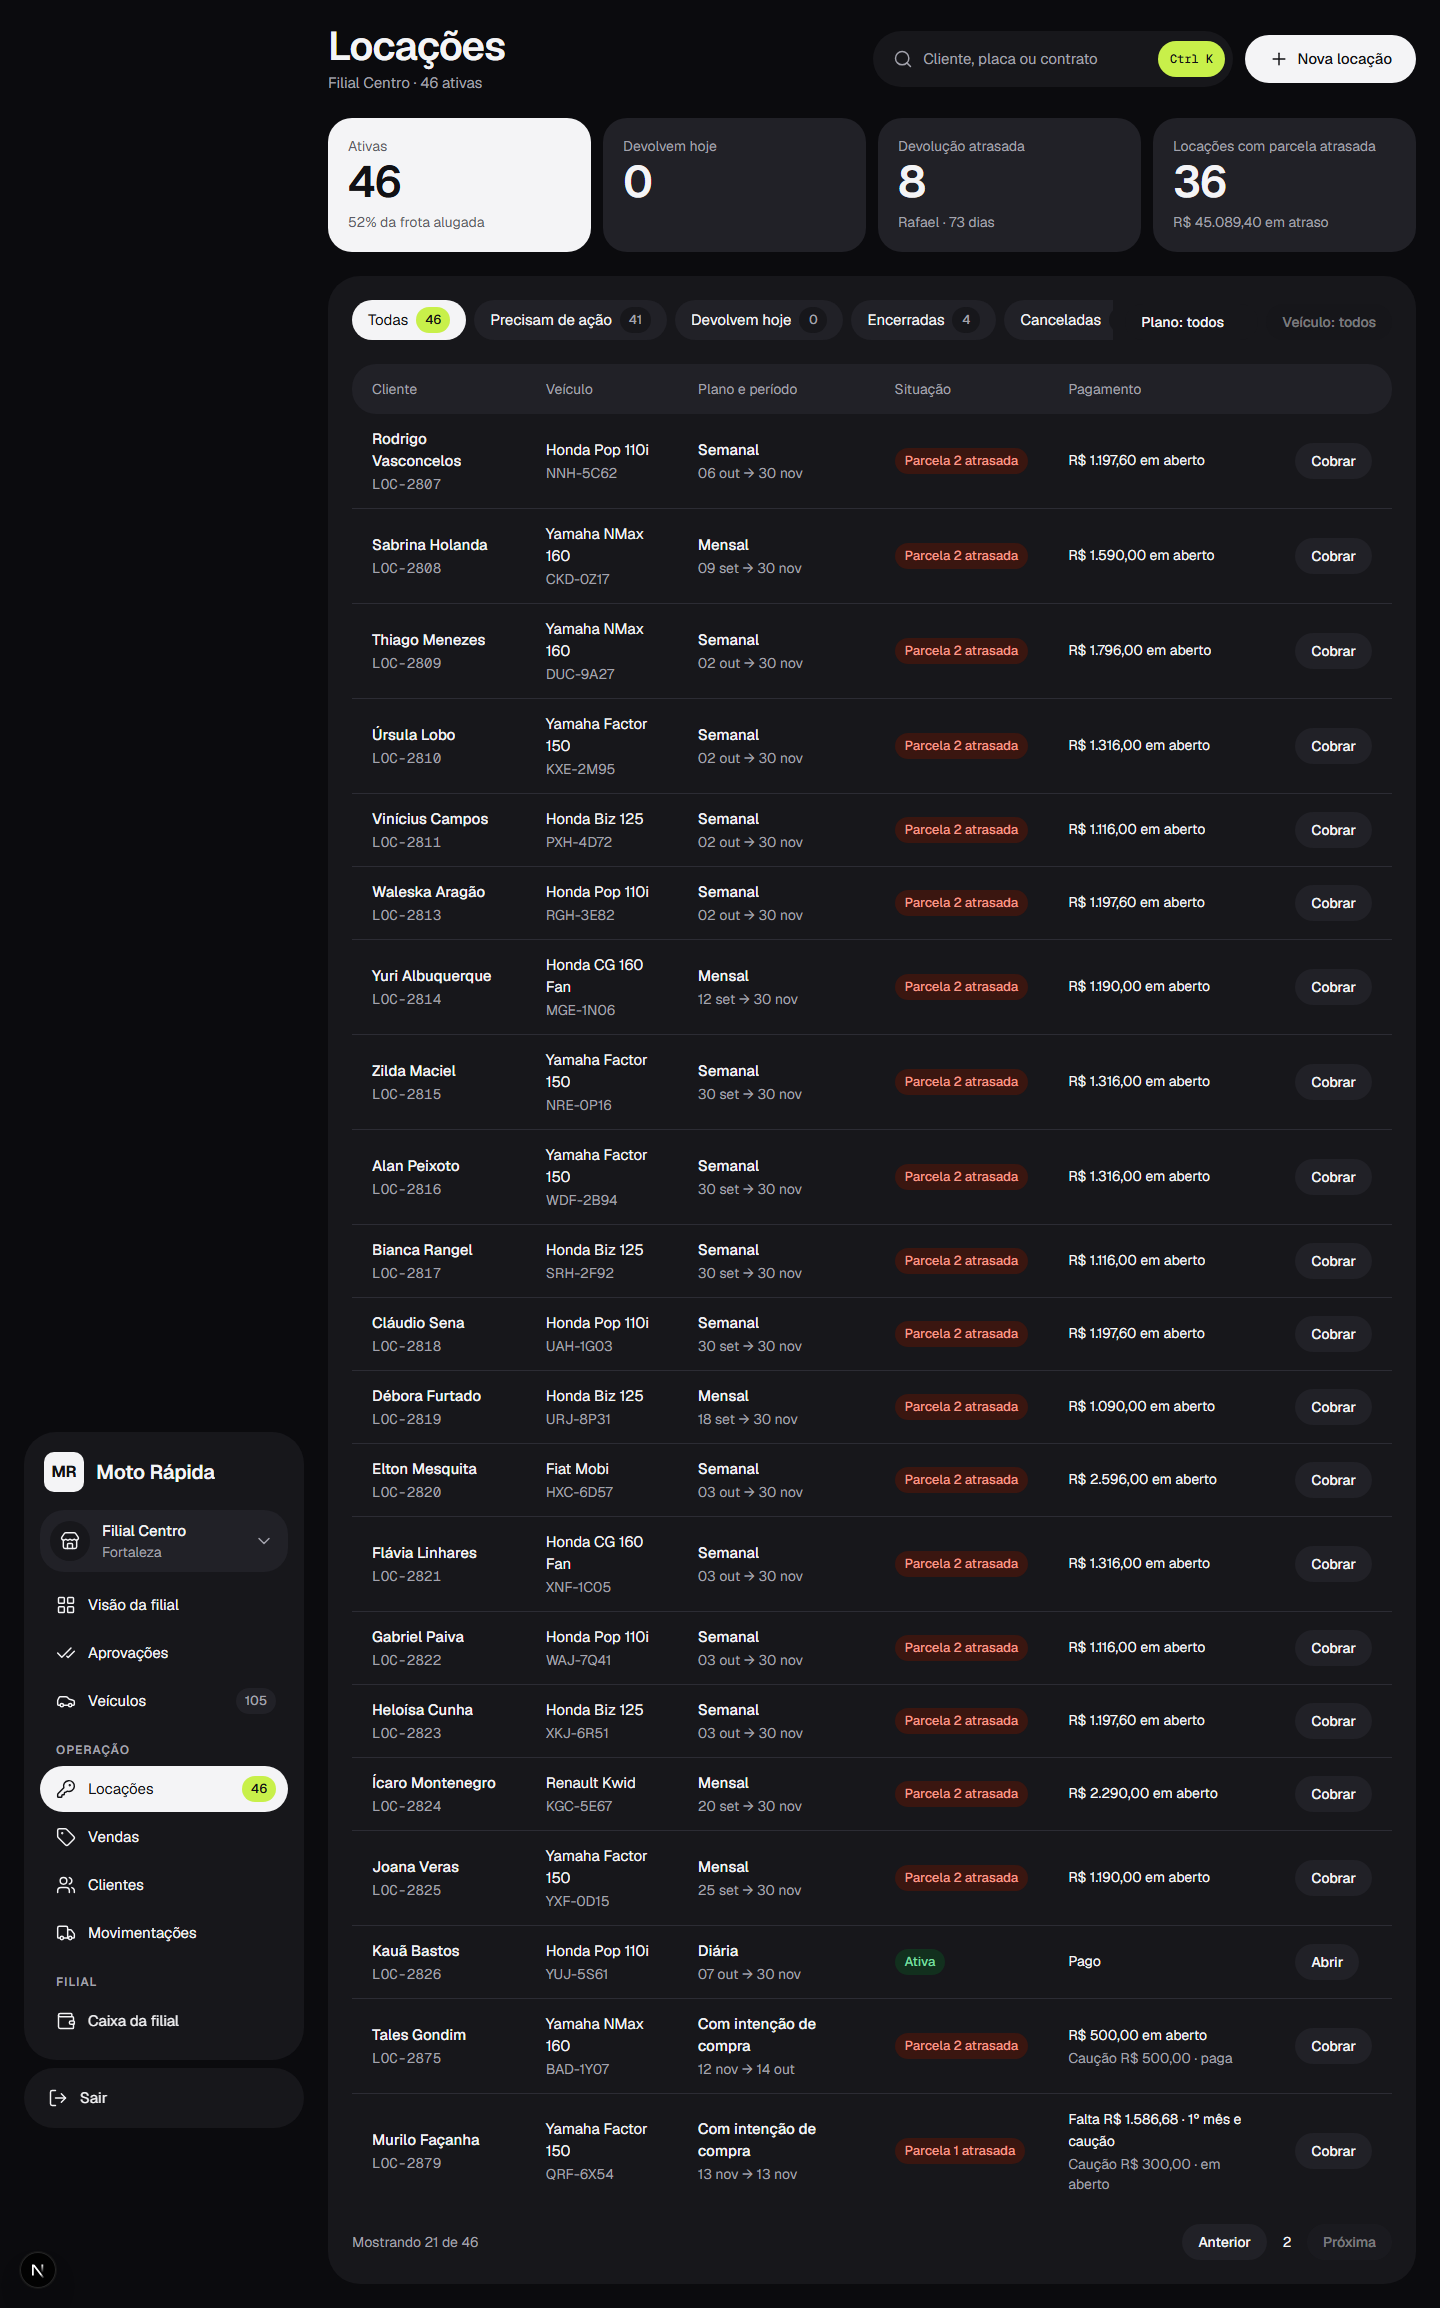 Locações
Filial Centro · 46 ativas
Cliente, placa ou contrato
Ctrl K
Nova locação
Ativas
46
52% da frota alugada
Devolvem hoje
0
Devolução atrasada
8
Rafael · 73 dias
Locações com parcela atrasada
36
R$ 45.089,40 em atraso
Todas 46
Precisam de ação 41
Devolvem hoje 0
Encerradas 4
Canceladas
Plano: todos
Veículo: todos
Cliente Veículo Plano e período Situação Pagamento
Rodrigo
Vasconcelos
LOC-2807
Honda Pop 110i
NNH-5C62
Semanal
06 out → 30 nov
Parcela 2 atrasada
R$ 1.197,60 em aberto
Cobrar
Sabrina Holanda
LOC-2808
Yamaha NMax
160
CKD-0Z17
Mensal
09 set → 30 nov
Parcela 2 atrasada
R$ 1.590,00 em aberto
Cobrar
Thiago Menezes
LOC-2809
Yamaha NMax
160
DUC-9A27
Semanal
02 out → 30 nov
Parcela 2 atrasada
R$ 1.796,00 em aberto
Cobrar
Úrsula Lobo
LOC-2810
Yamaha Factor
150
KXE-2M95
Semanal
02 out → 30 nov
Parcela 2 atrasada
R$ 1.316,00 em aberto
Cobrar
Vinícius Campos
LOC-2811
Honda Biz 125
PXH-4D72
Semanal
02 out → 30 nov
Parcela 2 atrasada
R$ 1.116,00 em aberto
Cobrar
Waleska Aragão
LOC-2813
Honda Pop 110i
RGH-3E82
Semanal
02 out → 30 nov
Parcela 2 atrasada
R$ 1.197,60 em aberto
Cobrar
Yuri Albuquerque
LOC-2814
Honda CG 160
Fan
MGE-1N06
Mensal
12 set → 30 nov
Parcela 2 atrasada
R$ 1.190,00 em aberto
Cobrar
Zilda Maciel
LOC-2815
Yamaha Factor
150
NRE-0P16
Semanal
30 set → 30 nov
Parcela 2 atrasada
R$ 1.316,00 em aberto
Cobrar
Alan Peixoto
LOC-2816
Yamaha Factor
150
WDF-2B94
Semanal
30 set → 30 nov
Parcela 2 atrasada
R$ 1.316,00 em aberto
Cobrar
Bianca Rangel
LOC-2817
Honda Biz 125
SRH-2F92
Semanal
30 set → 30 nov
Parcela 2 atrasada
R$ 1.116,00 em aberto
Cobrar
Cláudio Sena
LOC-2818
Honda Pop 110i
UAH-1G03
Semanal
30 set → 30 nov
Parcela 2 atrasada
R$ 1.197,60 em aberto
Cobrar
Débora Furtado
LOC-2819
Honda Biz 125
URJ-8P31
Mensal
18 set → 30 nov
Parcela 2 atrasada
R$ 1.090,00 em aberto
Cobrar
Elton Mesquita
LOC-2820
Fiat Mobi
HXC-6D57
Semanal
03 out → 30 nov
Parcela 2 atrasada
R$ 2.596,00 em aberto
Cobrar
Flávia Linhares
LOC-2821
Honda CG 160
Fan
XNF-1C05
Semanal
03 out → 30 nov
Parcela 2 atrasada
R$ 1.316,00 em aberto
Cobrar
Gabriel Paiva
LOC-2822
Honda Pop 110i
WAJ-7Q41
Semanal
03 out → 30 nov
Parcela 2 atrasada
R$ 1.116,00 em aberto
Cobrar
Heloísa Cunha
LOC-2823
Honda Biz 125
XKJ-6R51
Semanal
03 out → 30 nov
Parcela 2 atrasada
R$ 1.197,60 em aberto
Cobrar
Ícaro Montenegro
LOC-2824
Renault Kwid
KGC-5E67
Mensal
20 set → 30 nov
Parcela 2 atrasada
R$ 2.290,00 em aberto
Cobrar
Joana Veras
LOC-2825
Yamaha Factor
150
YXF-0D15
Mensal
25 set → 30 nov
Parcela 2 atrasada
R$ 1.190,00 em aberto
Cobrar
Kauã Bastos
LOC-2826
Honda Pop 110i
YUJ-5S61
Diária
07 out → 30 nov
Ativa
Pago
Abrir
Tales Gondim
LOC-2875
Yamaha NMax
160
BAD-1Y07
Com intenção de
compra
12 nov → 14 out
Parcela 2 atrasada
R$ 500,00 em aberto
Caução R$ 500,00 · paga
Cobrar
Murilo Façanha
LOC-2879
Yamaha Factor
150
QRF-6X54
Com intenção de
compra
13 nov → 13 nov
Parcela 1 atrasada
Falta R$ 1.586,68 · 1º mês e
caução
Caução R$ 300,00 · em
aberto
Cobrar
Mostrando 21 de 46
Anterior
2
Próxima
MR
Moto Rápida
Filial Centro
Fortaleza
Visão da filial
Aprovações
Veículos 105
OPERAÇÃO
Locações 46
Vendas
Clientes
Movimentações
FILIAL
Caixa da filial
Sair
N